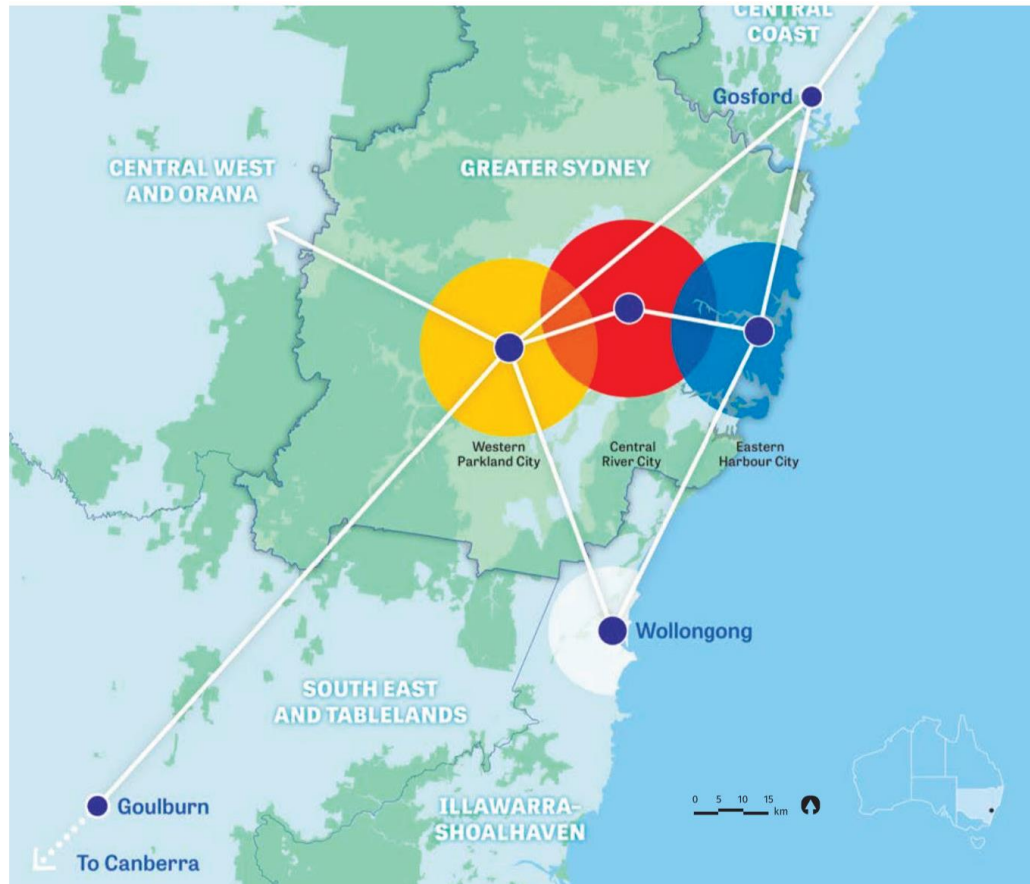 CENTRAL
COAST
Gosford
CENTRAL WEST
AND ORANA
GREATER SYDNEY
Western
Parkland City
Central
River City
Eastern
Harbour City
Wollongong
SOUTH EAST
AND TABLELANDS
Goulburn
ILLAWARRA–
SHOALHAVEN
0 5 10 15
km
To Canberra